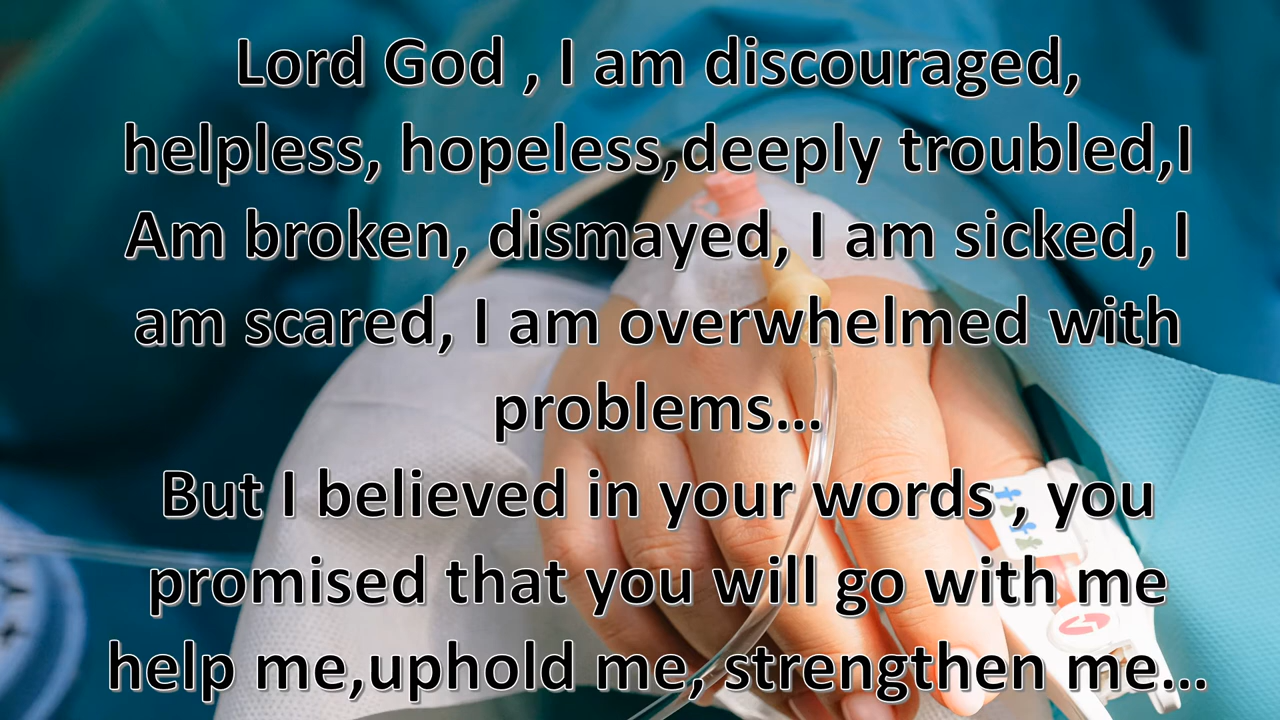 Lord God , I am discouraged,
helpless, hopeless,deeply troubled,I
Am broken, dismayed, I am sicked, I
am scared, I am overwhelmed with
problems...
But I believed in your words , you
promised that you will go with me
help me,uphold me, strengthen me...